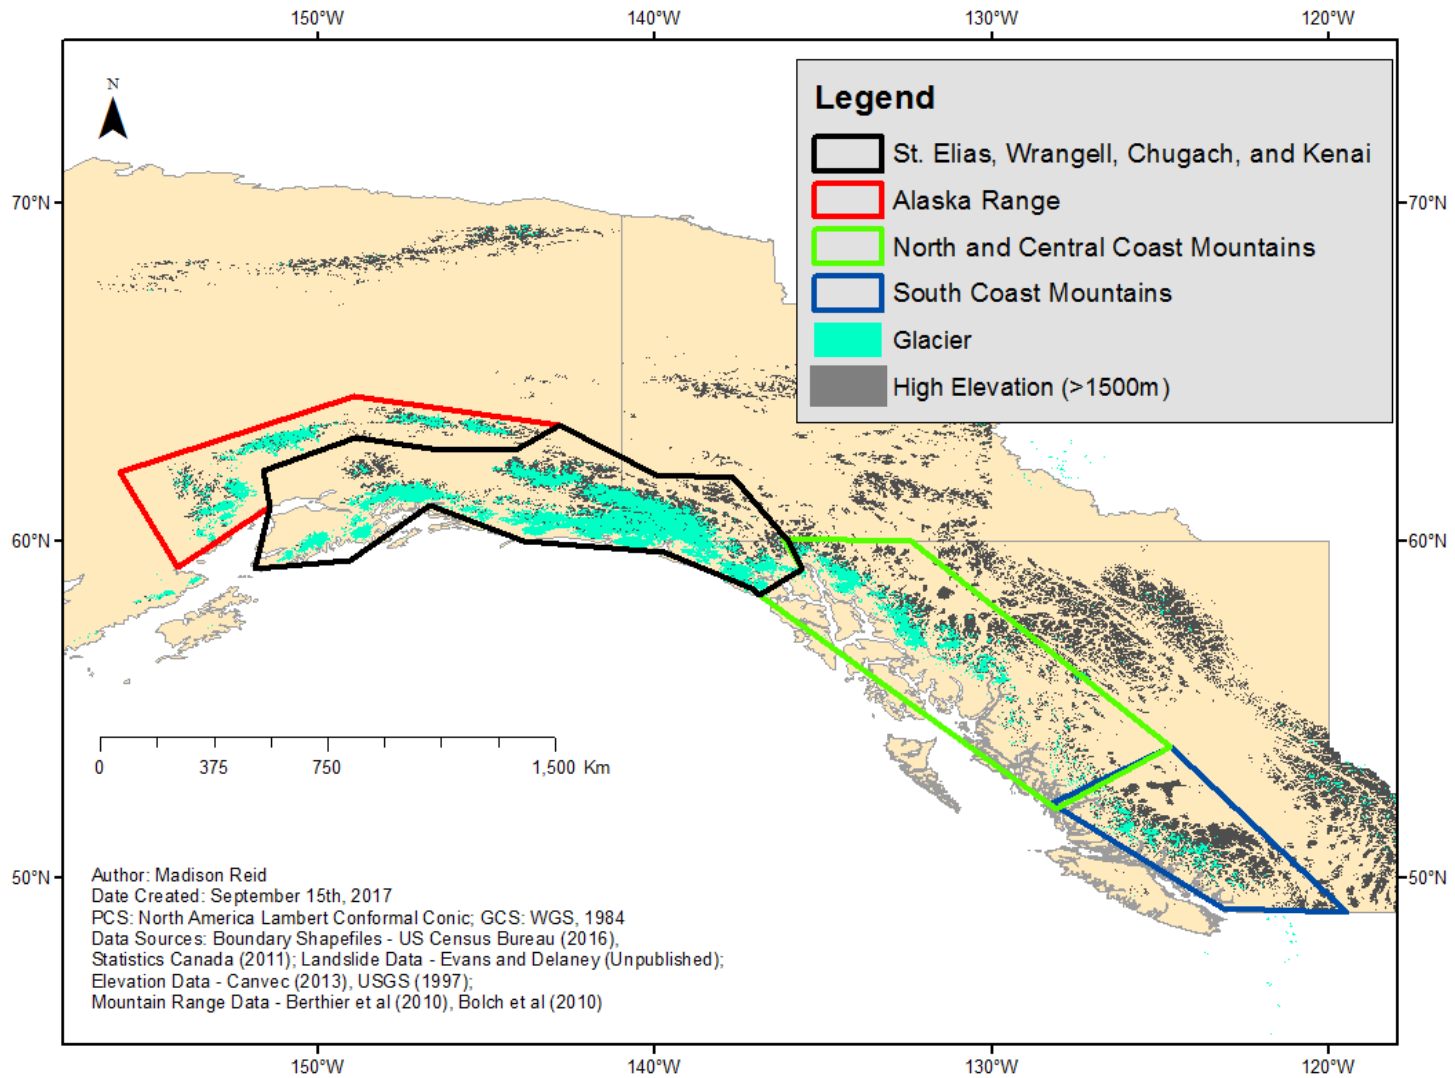 150°W 140°W 130°W 120°W
N
Legend
St. Elias, Wrangell, Chugach, and Kenai
Alaska Range
North and Central Coast Mountains
South Coast Mountains
Glacier
High Elevation (>1500m)
70°N 70°N
60°N 60°N
0 375 750 1,500 Km
50°N 50°N
Author: Madison Reid
Date Created: September 15th, 2017
PCS: North America Lambert Conformal Conic; GCS: WGS, 1984
Data Sources: Boundary Shapefiles - US Census Bureau (2016),
Statistics Canada (2011); Landslide Data - Evans and Delaney (Unpublished);
Elevation Data - Canvec (2013), USGS (1997);
Mountain Range Data - Berthier et al (2010), Bolch et al (2010)
150°W 140°W 130°W 120°W